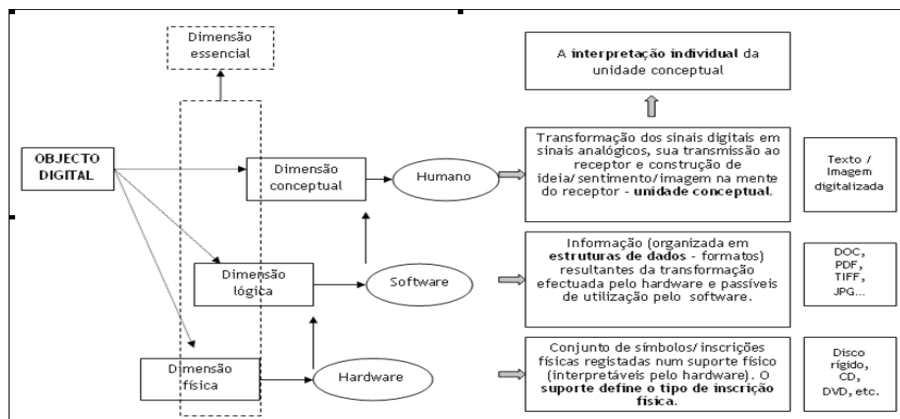 Dimensão
essencial
A interpretação individual da
unidade conceptual
OBJECTO
DIGITAL
Dimensão
conceptual
Humano
Transformação dos sinais digitais em
sinais analógicos, sua transmissão ao
receptor e construção de
ideia/sentimento/imagem na mente
do receptor - unidade conceptual.
Texto /
Imagem
digitalizada
Dimensão
lógica
Software
Informação (organizada em
estruturas de dados - formatos)
resultantes da transformação
efectuada pelo hardware e passíveis
de utilização pelo software.
DOC,
PDF,
TIFF,
JPG...
Dimensão
física
Hardware
Conjunto de símbolos/inscrições
físicas registadas num suporte físico
(interpretáveis pelo hardware). O
suporte define o tipo de inscrição
física.
Disco
rígido,
CD,
DVD, etc.